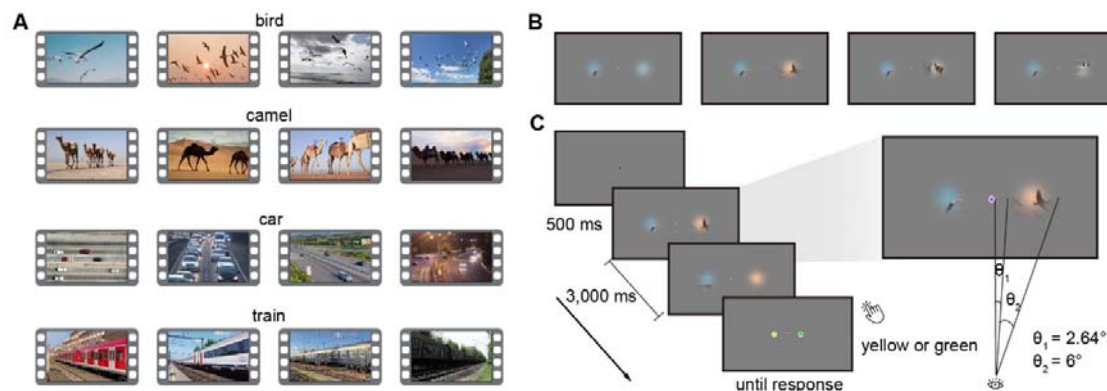 A
bird
camel
car
train
B
C
500 ms
3,000 ms
yellow or green
until response
θ1
θ2
θ1 = 2.64°
θ2 = 6°